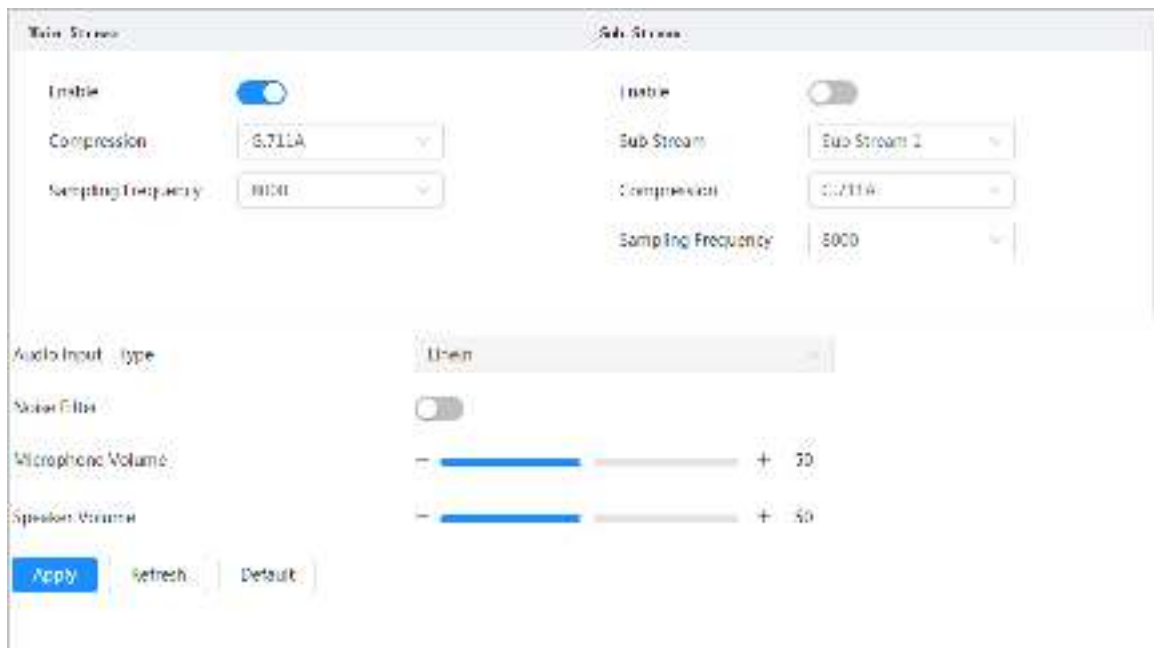 Main Stream
Sub Stream
Enable
Enable
Compression
G.711A
Sub Stream
Sub Stream
Sampling Frequency
8000
Compression
G.711A
Sampling Frequency
8000
Audio Input Type
LineIn
Noise Filter
Microphone Volume
50
Speaker Volume
50
Apply
Refresh
Default